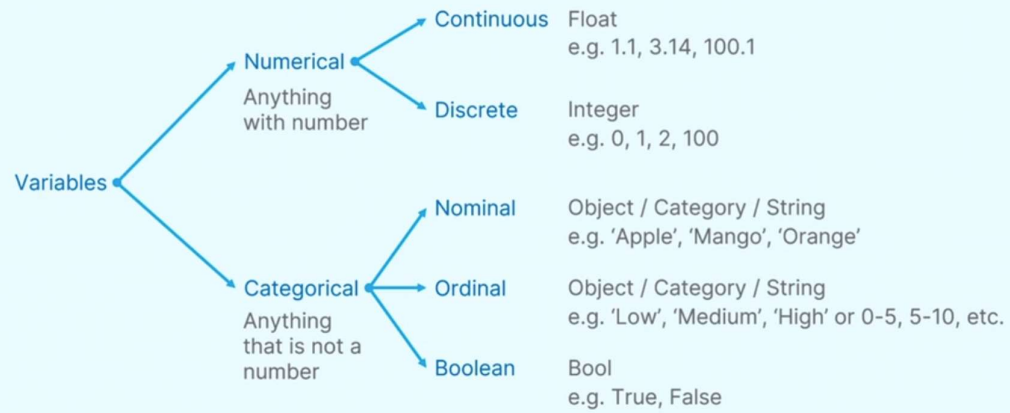 Variables
Numerical
Anything
with number
Continuous
Float
e.g. 1.1, 3.14, 100.1
Discrete
Integer
e.g. 0, 1, 2, 100
Categorical
Anything
that is not a
number
Nominal
Object / Category / String
e.g. ‘Apple’, ‘Mango’, ‘Orange’
Ordinal
Object / Category / String
e.g. ‘Low’, ‘Medium’, ‘High’ or 0-5, 5-10, etc.
Boolean
Bool
e.g. True, False